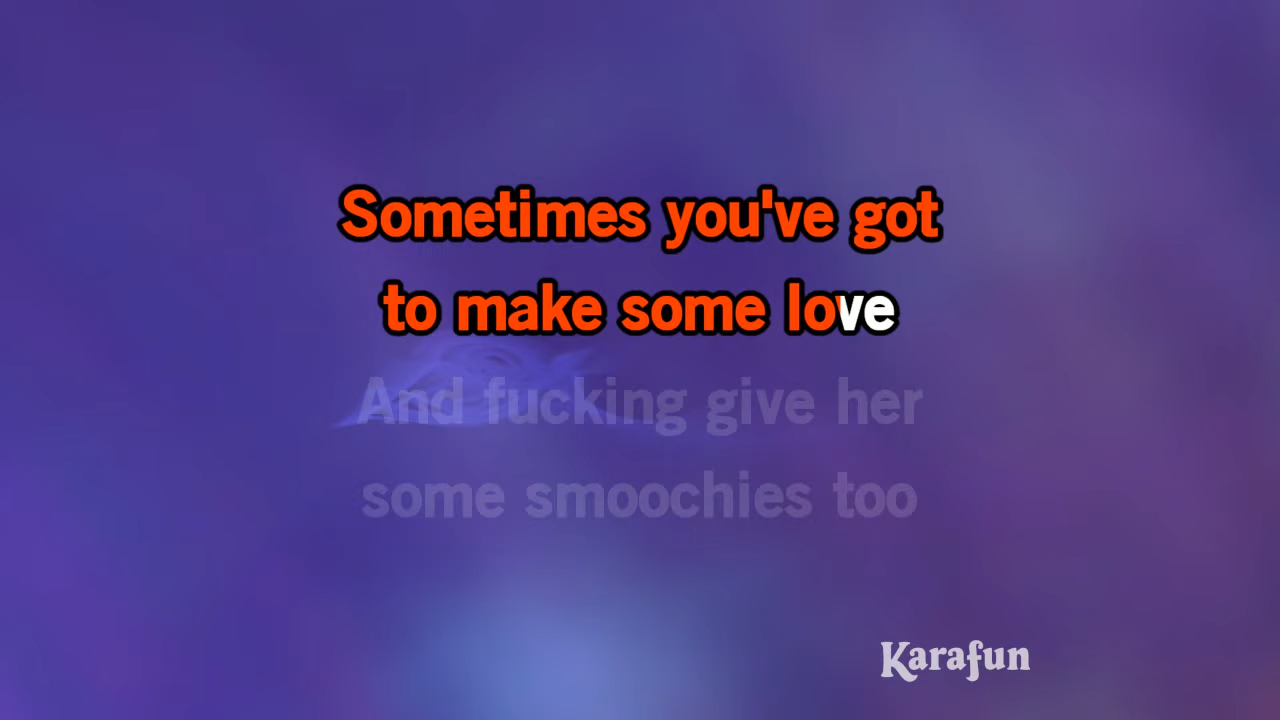 Sometimes you've got
to make some love
And fucking give her
some smoochies too
Karafun